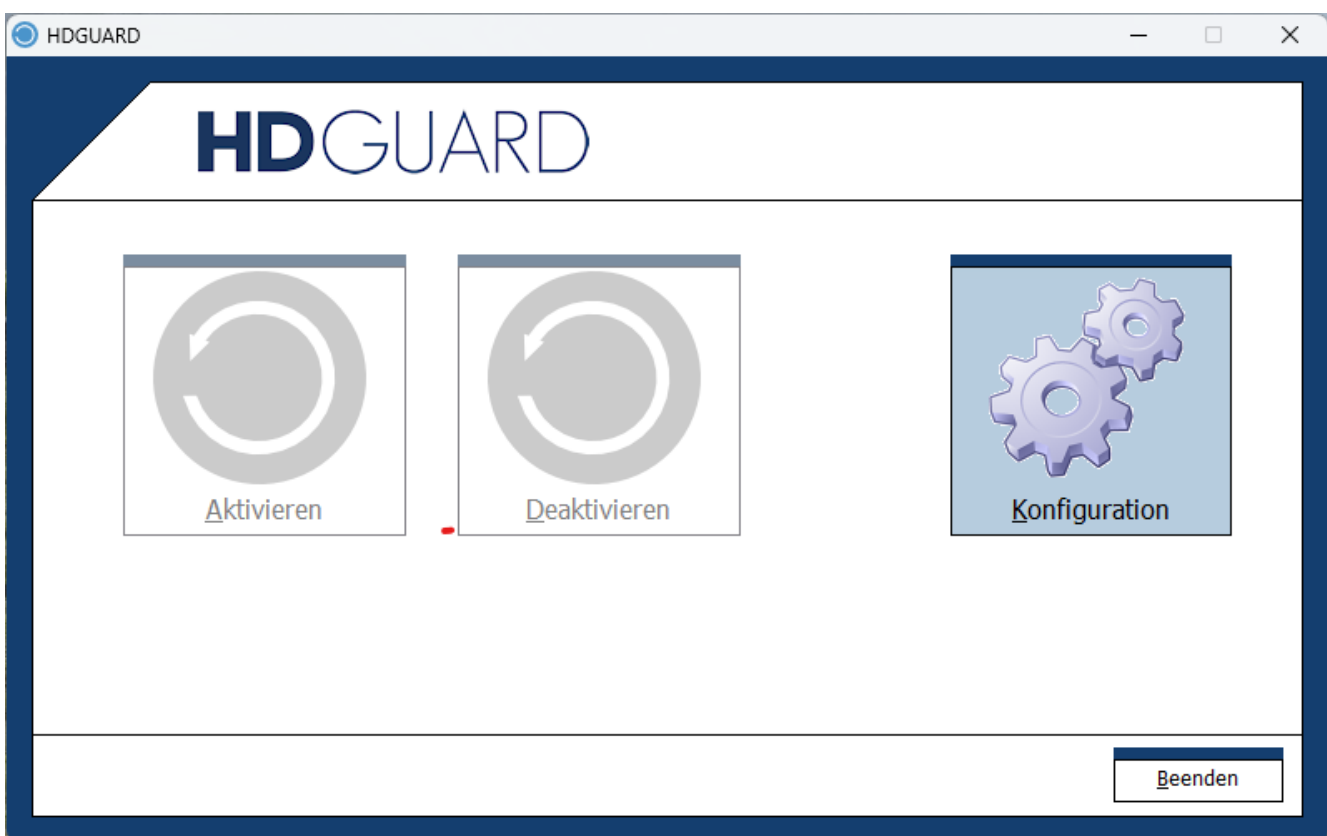 HDGUARD
HDGUARD
Aktivieren
Deaktivieren
Konfiguration
Beenden